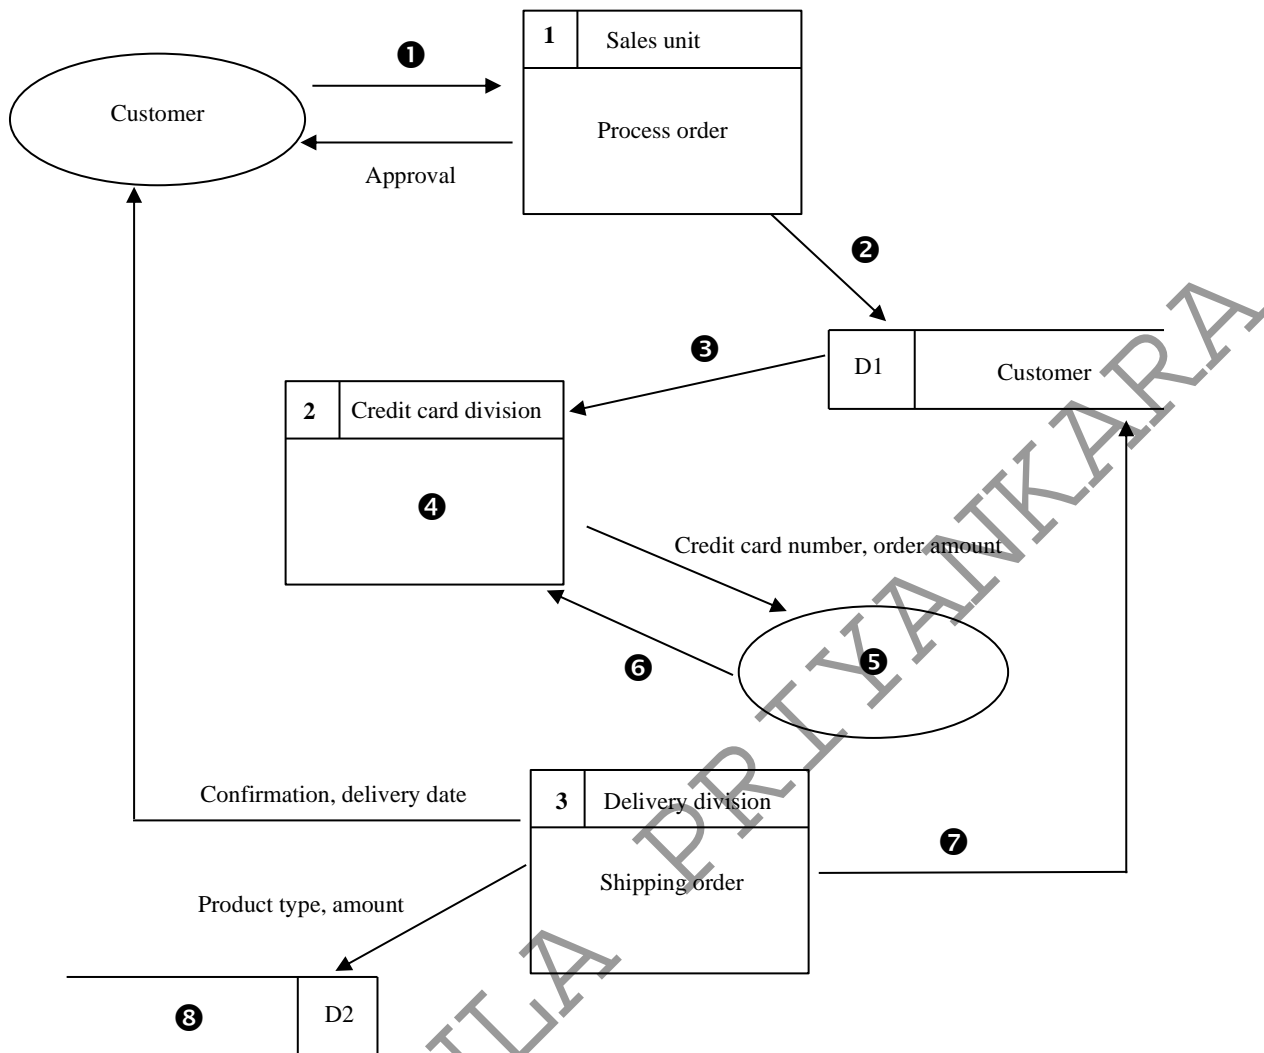 1 Sales unit
❶
Customer
Process order
Approval
❷
❸
D1 Customer
2 Credit card division
❹
Credit card number, order amount
❺
❻
Confirmation, delivery date
3 Delivery division
❼
Shipping order
Product type, amount
❽ D2
ILA PRIYANKARA